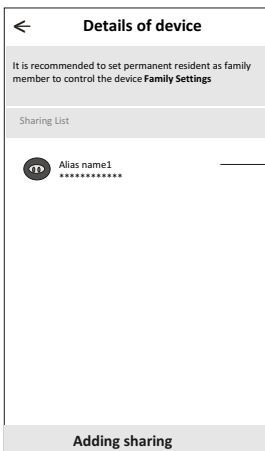 Details of device
It is recommended to set permanent resident as family
member to control the device Family Settings
Sharing List
Alias name1
************
Adding sharing